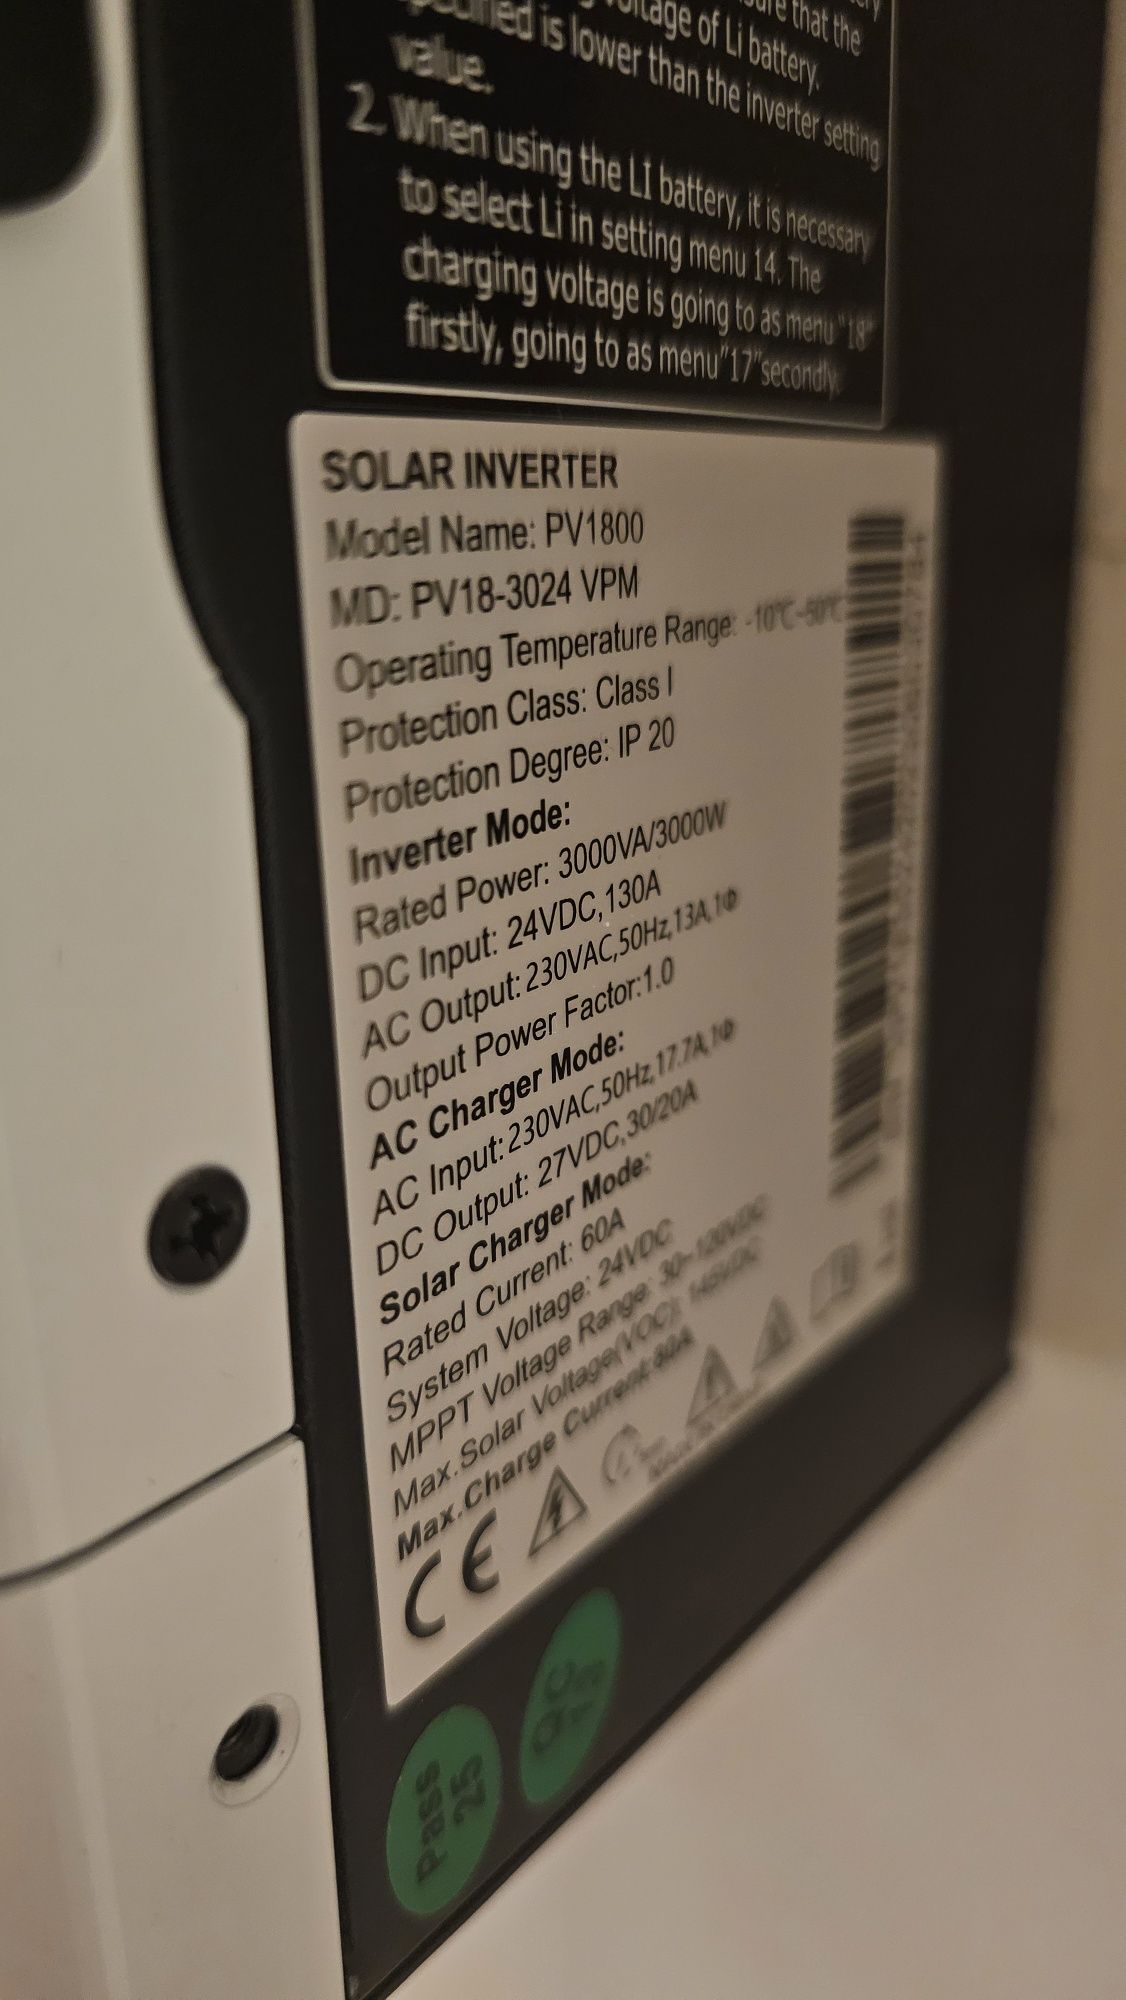 that the
voltage of Li battery.
specified is lower than the inverter setting
value.
2. When using the LI battery, it is necessary
to select Li in setting menu 14. The
charging voltage is going to as menu "18"
firstly, going to as menu"17"secondly.
SOLAR INVERTER
Model Name: PV1800
MD: PV18-3024 VPM
Operating Temperature Range: -10℃~50℃
Protection Class: Class I
Protection Degree: IP 20
Inverter Mode:
Rated Power: 3000VA/3000W
DC Input: 24VDC,130A
AC Output: 230VAC,50Hz,13A,1Φ
Output Power Factor:1.0
AC Charger Mode:
AC Input: 230VAC,50Hz,17.7A,1Φ
DC Output: 27VDC,30/20A
Solar Charger Mode:
Rated Current: 60A
System Voltage: 24VDC
MPPT Voltage Range: 30~120VDC
Max.Solar Voltage(VOC): 145VDC
Max.Charge Current:80A
CE
Pass
25
QC